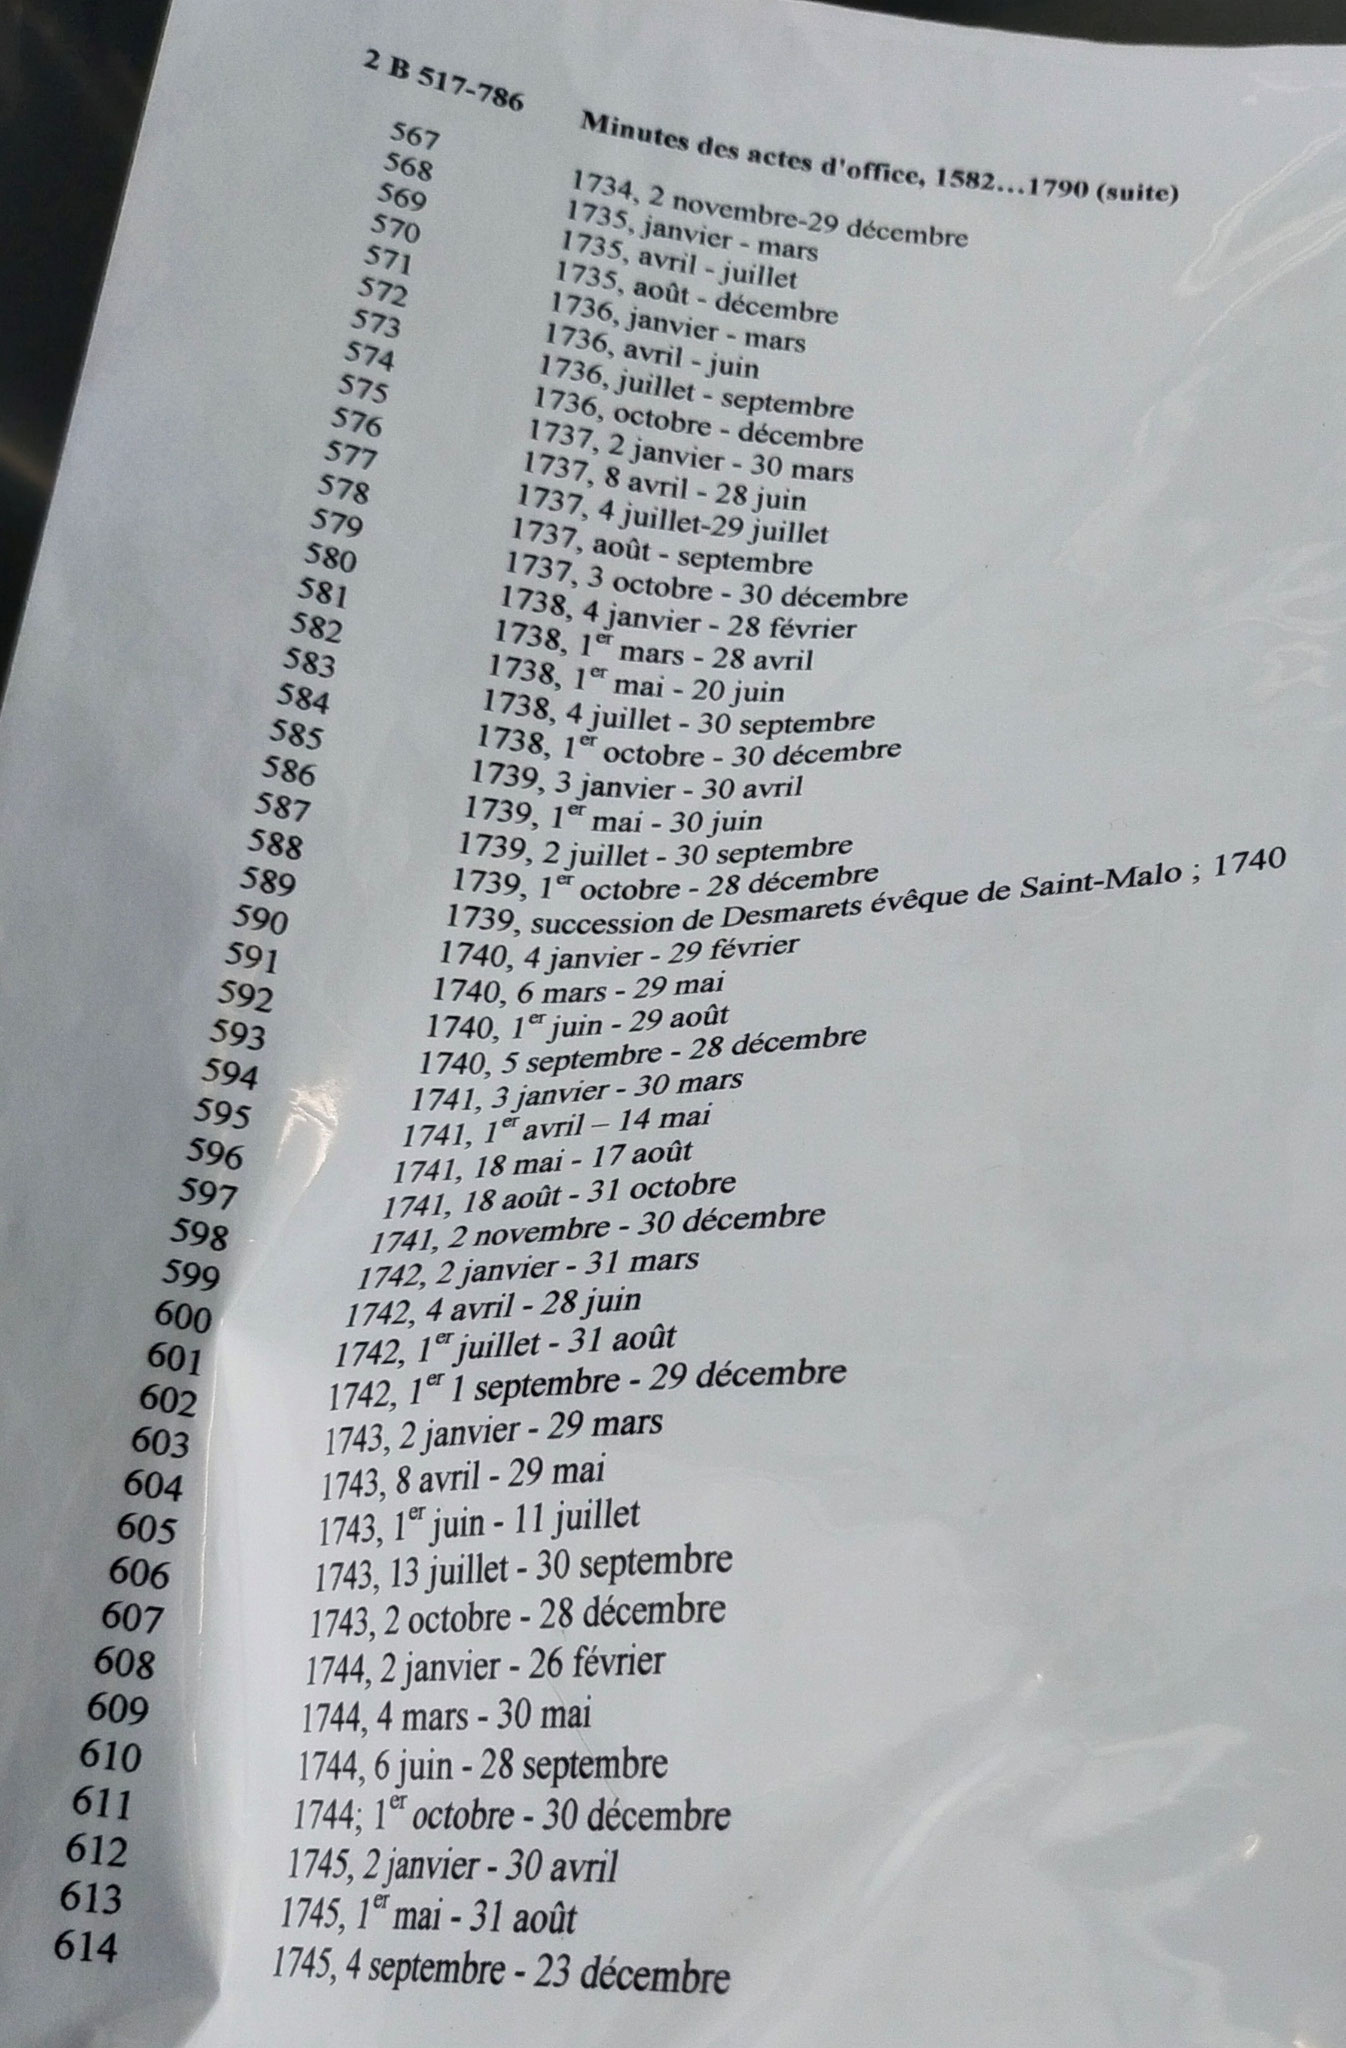 2 B 517-786 Minutes des actes d'office, 1582...1790 (suite)
567 1734, 2 novembre-29 décembre
568 1735, janvier - mars
569 1735, avril - juillet
570 1735, août - décembre
571 1736, janvier - mars
572 1736, avril - juin
573 1736, juillet - septembre
574 1736, octobre - décembre
575 1737, 2 janvier - 30 mars
576 1737, 8 avril - 28 juin
577 1737, 4 juillet-29 juillet
578 1737, août - septembre
579 1737, 3 octobre - 30 décembre
580 1738, 4 janvier - 28 février
581 1738, 1er mars - 28 avril
582 1738, 1er mai - 20 juin
583 1738, 4 juillet - 30 septembre
584 1738, 1er octobre - 30 décembre
585 1739, 3 janvier - 30 avril
586 1739, 1er mai - 30 juin
587 1739, 2 juillet - 30 septembre
588 1739, 1er octobre - 28 décembre
589 1739, succession de Desmarets évêque de Saint-Malo ; 1740
590 1740, 4 janvier - 29 février
591 1740, 6 mars - 29 mai
592 1740, 1er juin - 29 août
593 1740, 5 septembre - 28 décembre
594 1741, 3 janvier - 30 mars
595 1741, 1er avril – 14 mai
596 1741, 18 mai - 17 août
597 1741, 18 août - 31 octobre
598 1741, 2 novembre - 30 décembre
599 1742, 2 janvier - 31 mars
600 1742, 4 avril - 28 juin
601 1742, 1er juillet - 31 août
602 1742, 1er 1 septembre - 29 décembre
603 1743, 2 janvier - 29 mars
604 1743, 8 avril - 29 mai
605 1743, 1er juin - 11 juillet
606 1743, 13 juillet - 30 septembre
607 1743, 2 octobre - 28 décembre
608 1744, 2 janvier - 26 février
609 1744, 4 mars - 30 mai
610 1744, 6 juin - 28 septembre
611 1744; 1er octobre - 30 décembre
612 1745, 2 janvier - 30 avril
613 1745, 1er mai - 31 août
614 1745, 4 septembre - 23 décembre